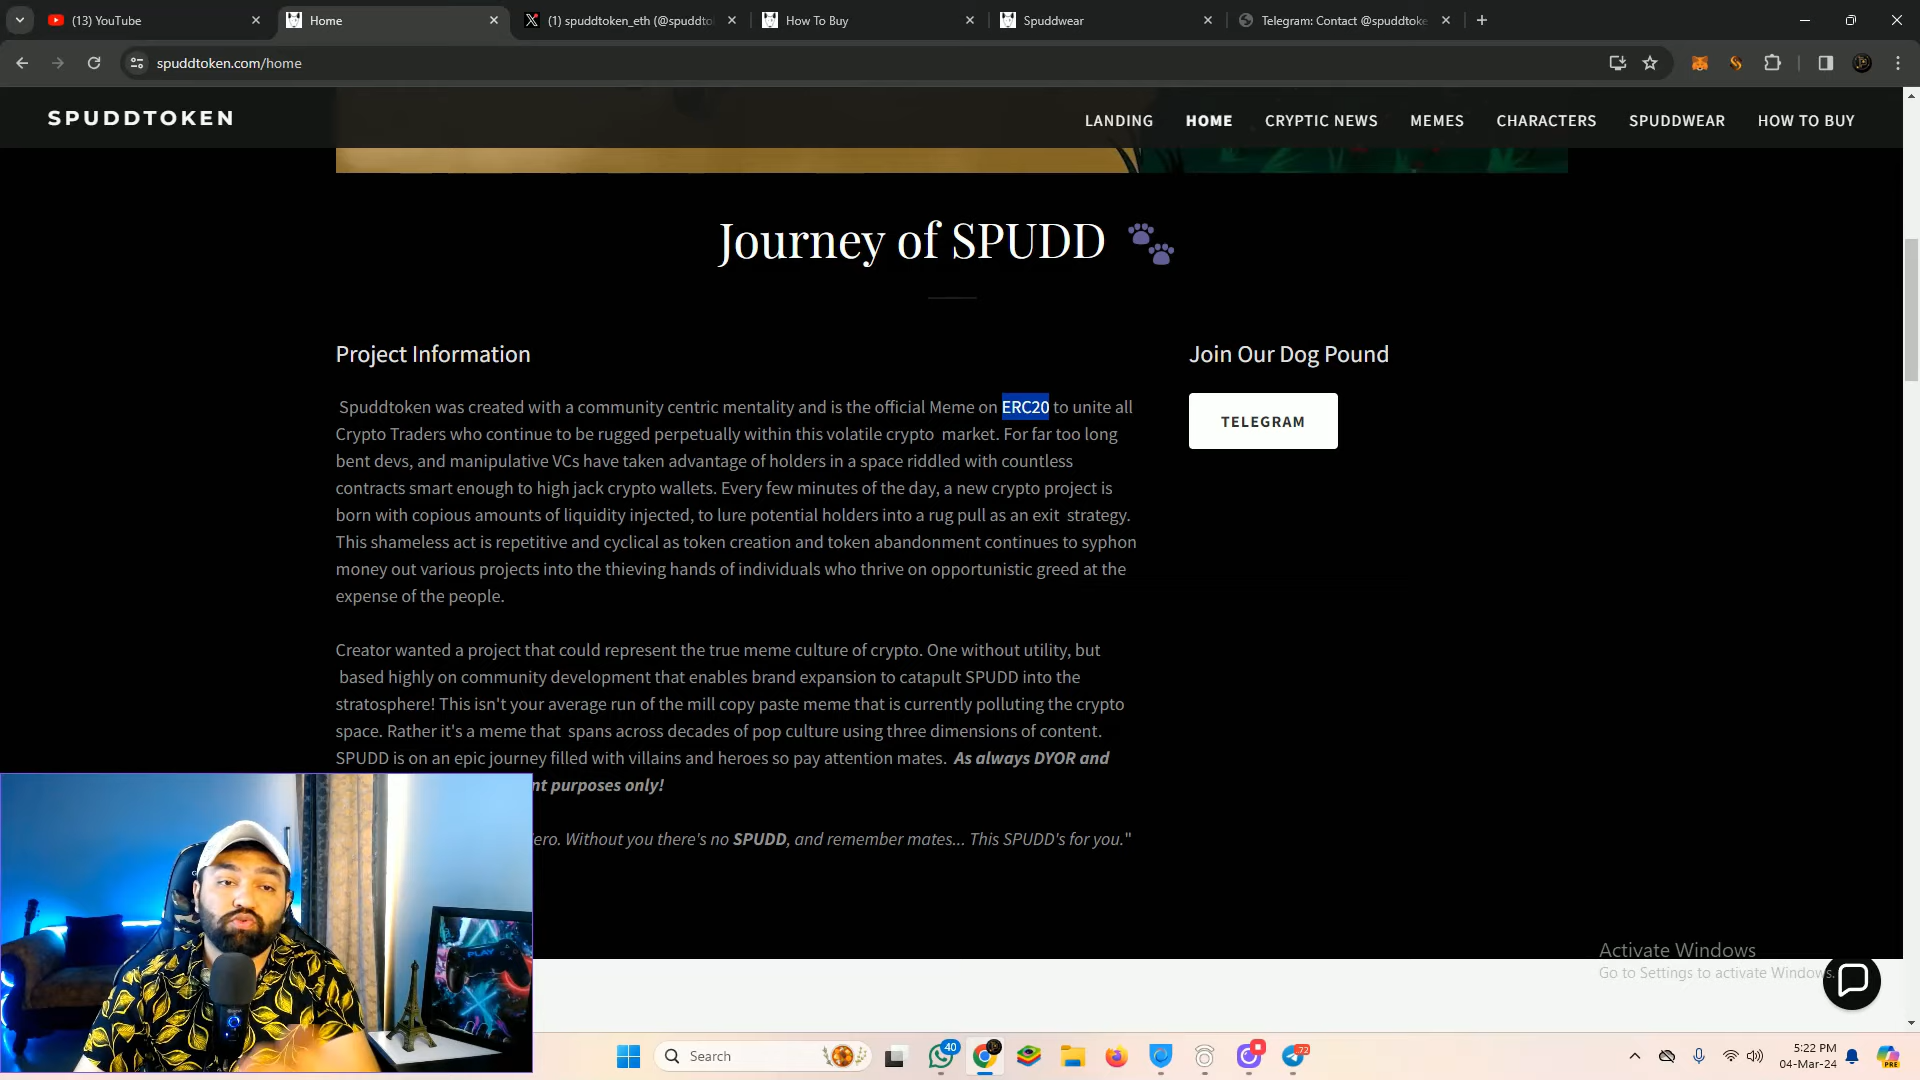 (13) YouTube
Home
(1) spuddtoken_eth (@spuddto
How To Buy
Spuddwear
Telegram: Contact @spuddtoke
spuddtoken.com/home
SPUDDTOKEN
LANDING
HOME
CRYPTIC NEWS
MEMES
CHARACTERS
SPUDDWEAR
HOW TO BUY
Journey of SPUDD
Project Information
Spuddtoken was created with a community centric mentality and is the official Meme on ERC20 to unite all
Crypto Traders who continue to be rugged perpetually within this volatile crypto market. For far too long
bent devs, and manipulative VCs have taken advantage of holders in a space riddled with countless
contracts smart enough to high jack crypto wallets. Every few minutes of the day, a new crypto project is
born with copious amounts of liquidity injected, to lure potential holders into a rug pull as an exit strategy.
This shameless act is repetitive and cyclical as token creation and token abandonment continues to syphon
money out various projects into the thieving hands of individuals who thrive on opportunistic greed at the
expense of the people.
Creator wanted a project that could represent the true meme culture of crypto. One without utility, but
based highly on community development that enables brand expansion to catapult SPUDD into the
stratosphere! This isn't your average run of the mill copy paste meme that is currently polluting the crypto
space. Rather it's a meme that spans across decades of pop culture using three dimensions of content.
SPUDD is on an epic journey filled with villains and heroes so pay attention mates. As always DYOR and
nt purposes only!
ero. Without you there's no SPUDD, and remember mates... This SPUDD's for you."
Join Our Dog Pound
TELEGRAM
PLAY
Activate Windows
Go to Settings to activate Windows.
Search
40
72
5:22 PM
04-Mar-24
PRE